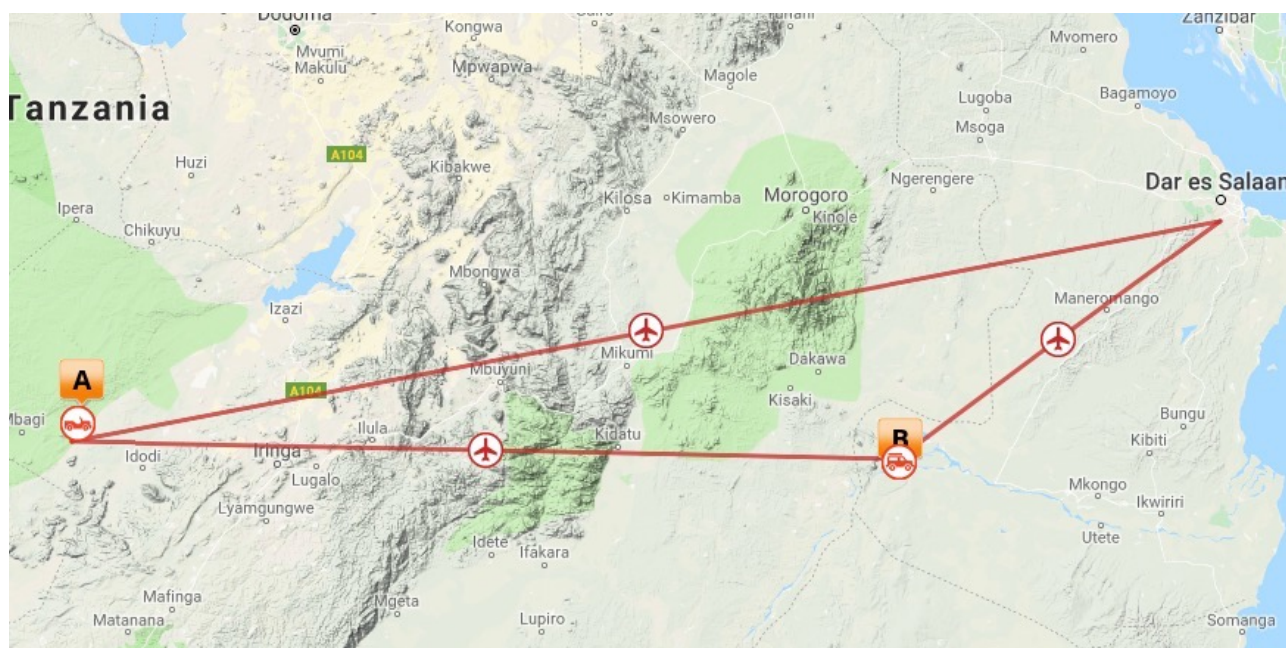 Dodoma
Kongwa
Zanzibar
Mvomero
Mvumi
Makulu
Mpwapwa
Magole
Bagamoyo
Lugoba
Tanzania
Msowero
Msoga
A104
Huzi
Kibakwe
Ngerengere
Dar es Salaam
Kilosa
Kimamba
Morogoro
Kinole
Ipera
Chikuyu
Mbongwa
Izazi
Maneromango
Mikumi
Dakawa
Mbuyuni
A
A104
Kisaki
Mbagi
Bungu
Ilula
Kidatu
B
Kibiti
Idodi
Iringa
Lugalo
Mkongo
Ikwiriri
Lyamgungwe
Utete
Idete
Ifakara
Mafinga
Mgeta
Matanana
Lupiro
Somanga